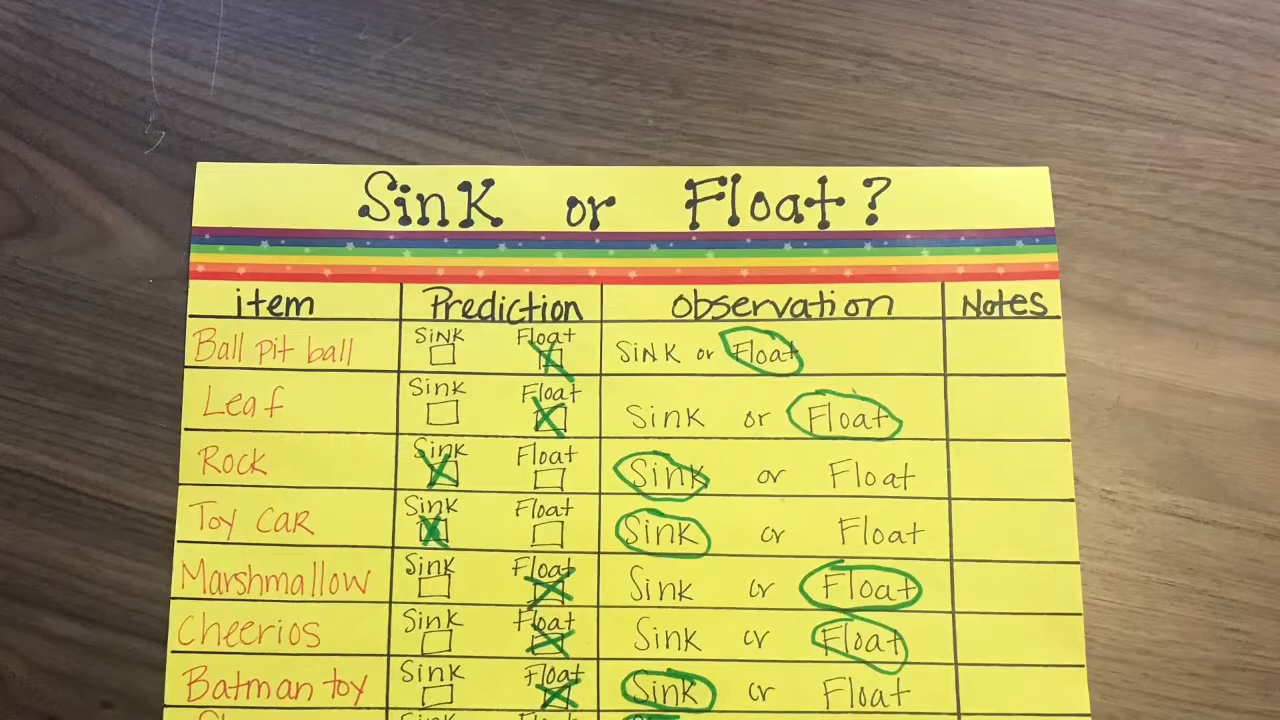 Sink or Float?
item Prediction Observation Notes
Ball pit ball Sink Float Sink or Float
Leaf Sink Float Sink or Float
Rock Sink Float Sink or Float
Toy car Sink Float Sink or Float
Marshmallow Sink Float Sink or Float
Cheerios Sink Float Sink or Float
Batman toy Sink Float Sink or Float